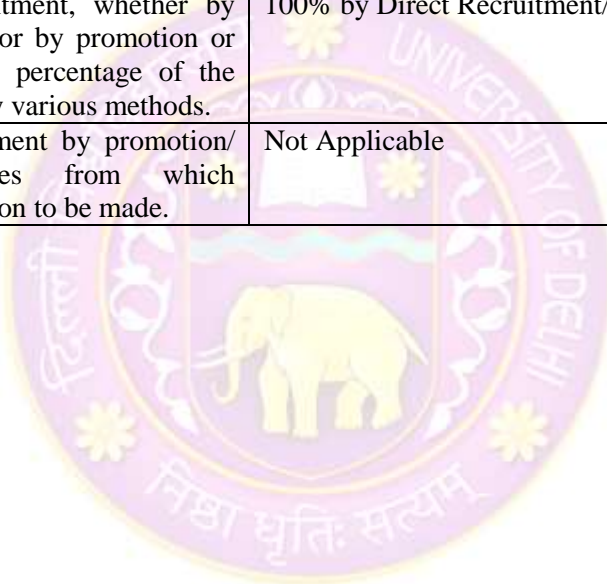 itment, whether by 100% by Direct Recruitment/
or by promotion or
percentage of the
various methods.
ment by promotion/ Not Applicable
es from which
on to be made.
UNIVERSITY OF DELHI
दिल्ली
निष्ठा धृतिः सत्यम्